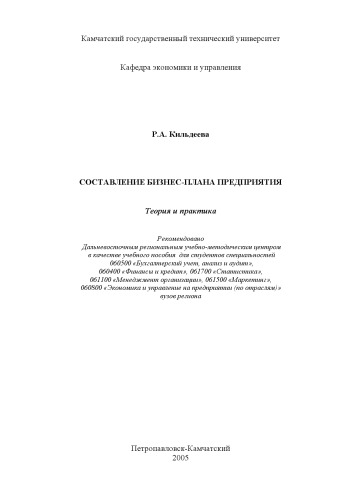 Камчатский государственный технический университет
Кафедра экономики и управления
Р.А. Кильдеева
СОСТАВЛЕНИЕ БИЗНЕС-ПЛАНА ПРЕДПРИЯТИЯ
Теория и практика
Рекомендовано
Дальневосточным региональным учебно-методическим центром
в качестве учебного пособия для студентов специальностей
060500 «Бухгалтерский учет, анализ и аудит»,
060400 «Финансы и кредит», 061700 «Статистика»,
061100 «Менеджмент организации», 061500 «Маркетинг»,
060800 «Экономика и управление на предприятии (по отраслям)»
вузов региона
Петропавловск-Камчатский
2005